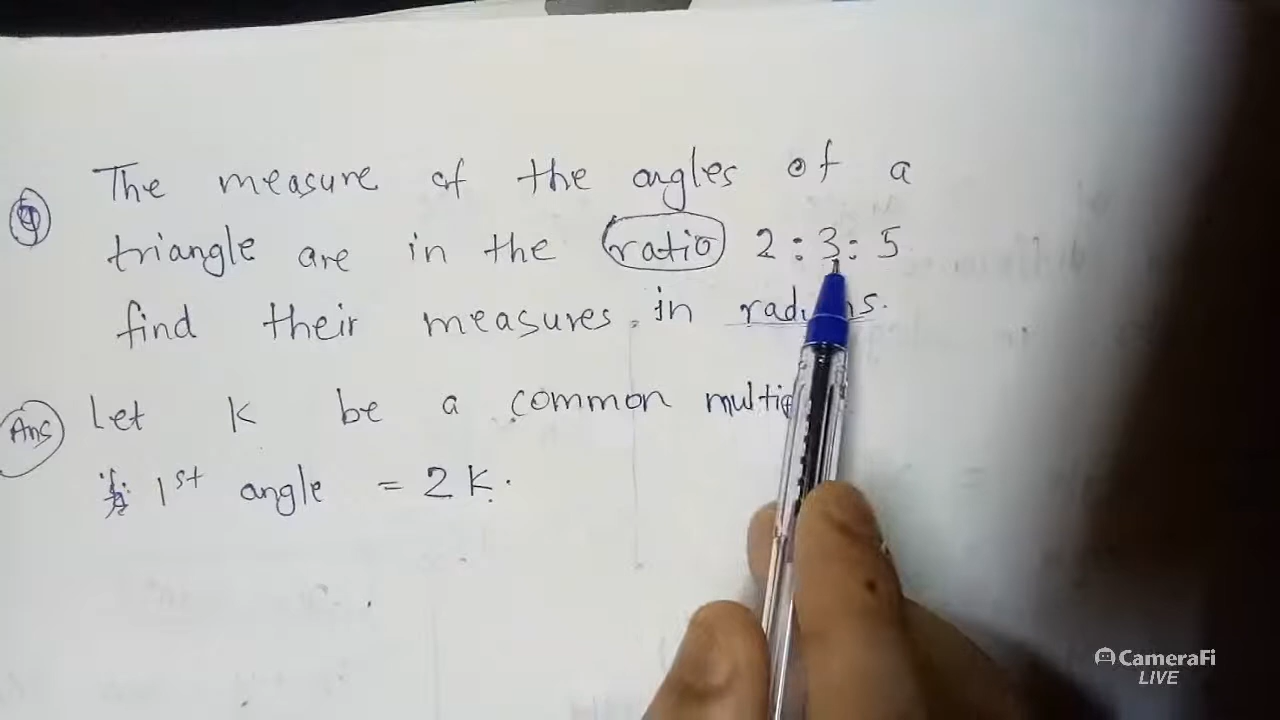 Q The measure of the angles of a
triangle are in the ratio 2 : 3 : 5
find their measures in
Ans Let K be a common
1st angle = 2K.
CameraFi
LIVE